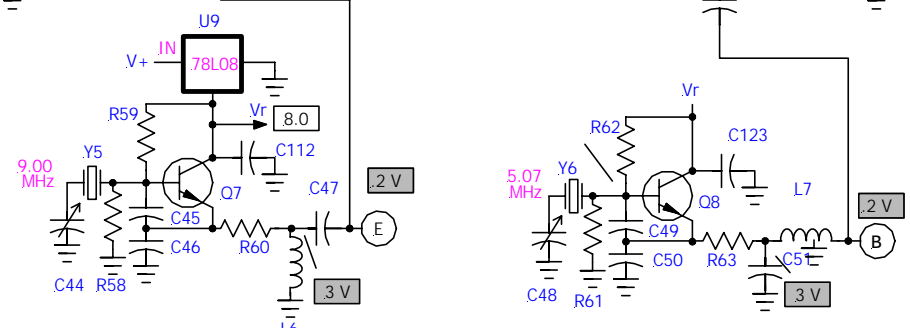 U9
IN
V+
78L08
R59
Vr
8.0
9.00
MHz
Y5
C112
Q7
C47
.2 V
C45
E
C46
R60
C44
R58
.3 V
L6
Vr
R62
C123
Y6
5.07
MHz
L7
Q8
.2 V
C49
B
C50
R63
C51
C48
R61
.3 V